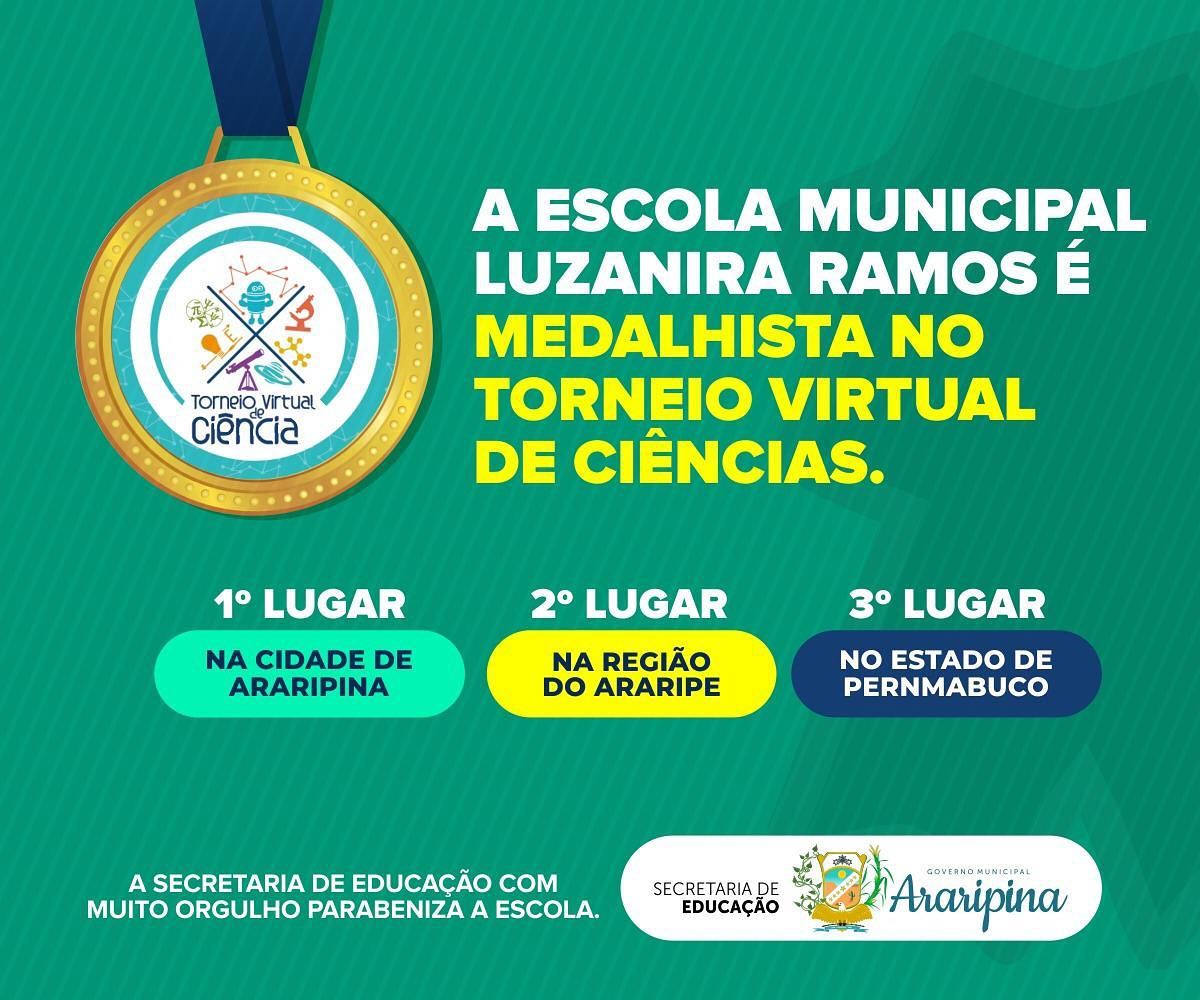 A ESCOLA MUNICIPAL
LUZANIRA RAMOS É
MEDALHISTA NO
TORNEIO VIRTUAL
DE CIÊNCIAS.
Torneio Virtual
de
Ciência
1º LUGAR
NA CIDADE DE
ARARIPINA
2º LUGAR
NA REGIÃO
DO ARARIPE
3º LUGAR
NO ESTADO DE
PERNMABUCO
A SECRETARIA DE EDUCAÇÃO COM
MUITO ORGULHO PARABENIZA A ESCOLA.
SECRETARIA DE
EDUCAÇÃO
GOVERNO MUNICIPAL
Araripina